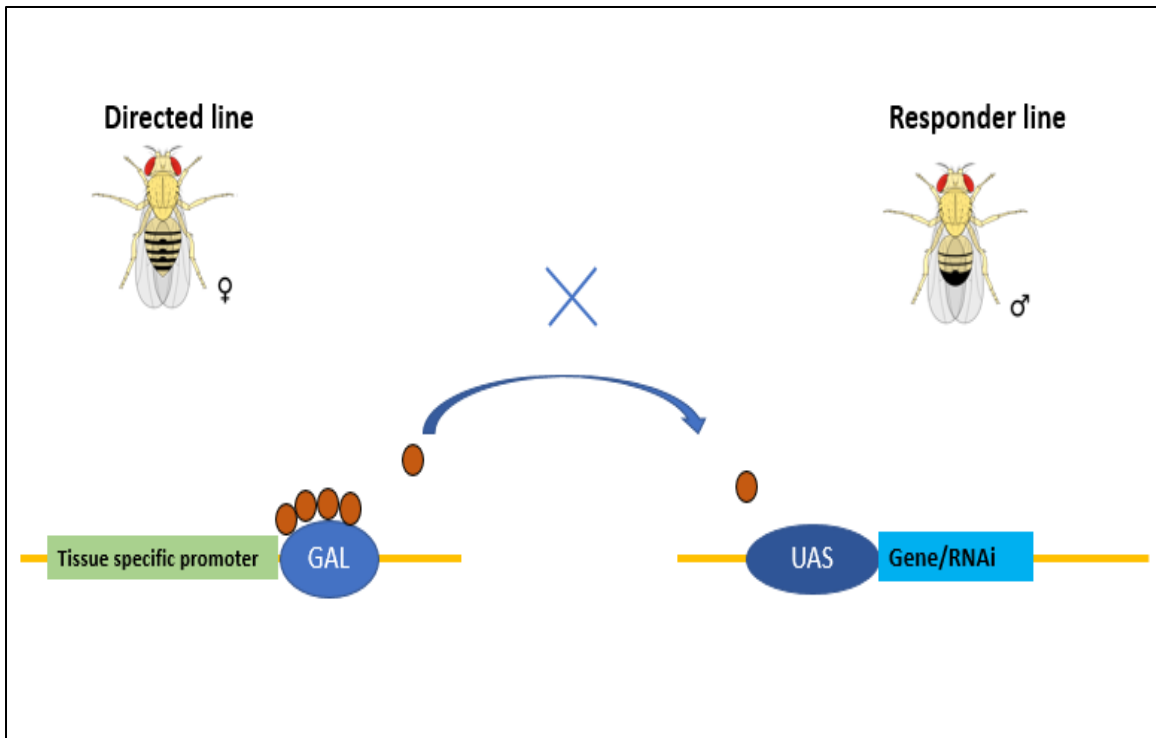 Directed line
Responder line
♀
♂
Tissue specific promoter
GAL
UAS
Gene/RNAi